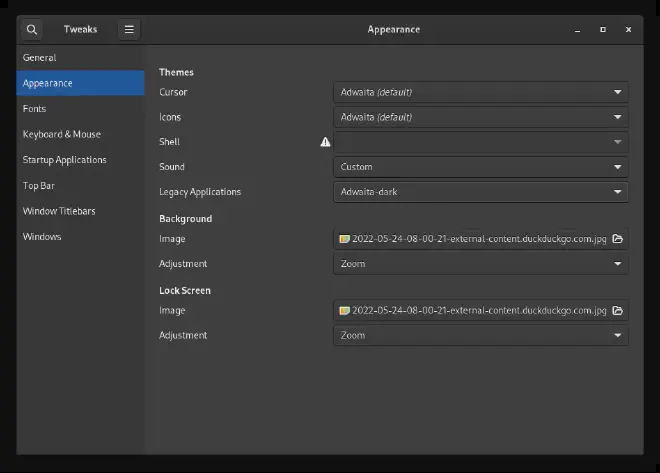 Tweaks
Appearance
General
Appearance
Fonts
Keyboard & Mouse
Startup Applications
Top Bar
Window Titlebars
Windows
Themes
Cursor Adwaita (default)
Icons Adwaita (default)
Shell
Sound Custom
Legacy Applications Adwaita-dark
Background
Image 2022-05-24-08-00-21-external-content.duckduckgo.com.jpg
Adjustment Zoom
Lock Screen
Image 2022-05-24-08-00-21-external-content.duckduckgo.com.jpg
Adjustment Zoom